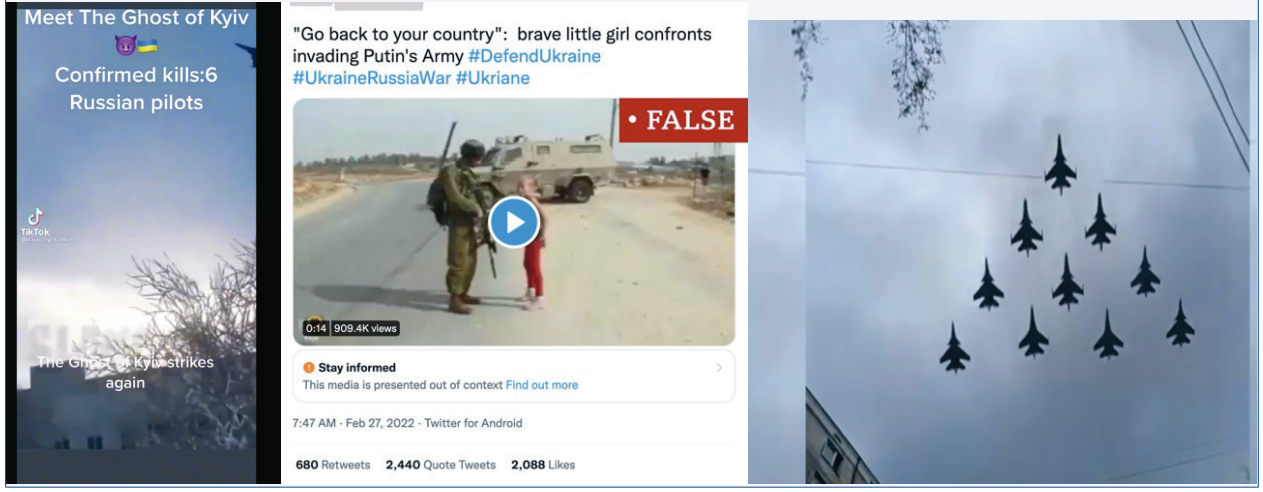 Meet The Ghost of Kyiv
😈🇺🇦
Confirmed kills:6
Russian pilots
TikTok
The Ghost of Kyiv strikes
again
"Go back to your country": brave little girl confronts
invading Putin's Army #DefendUkraine
#UkraineRussiaWar #Ukriane
• FALSE
0:14 909.4K views
Stay informed
This media is presented out of context Find out more
7:47 AM · Feb 27, 2022 · Twitter for Android
680 Retweets 2,440 Quote Tweets 2,088 Likes